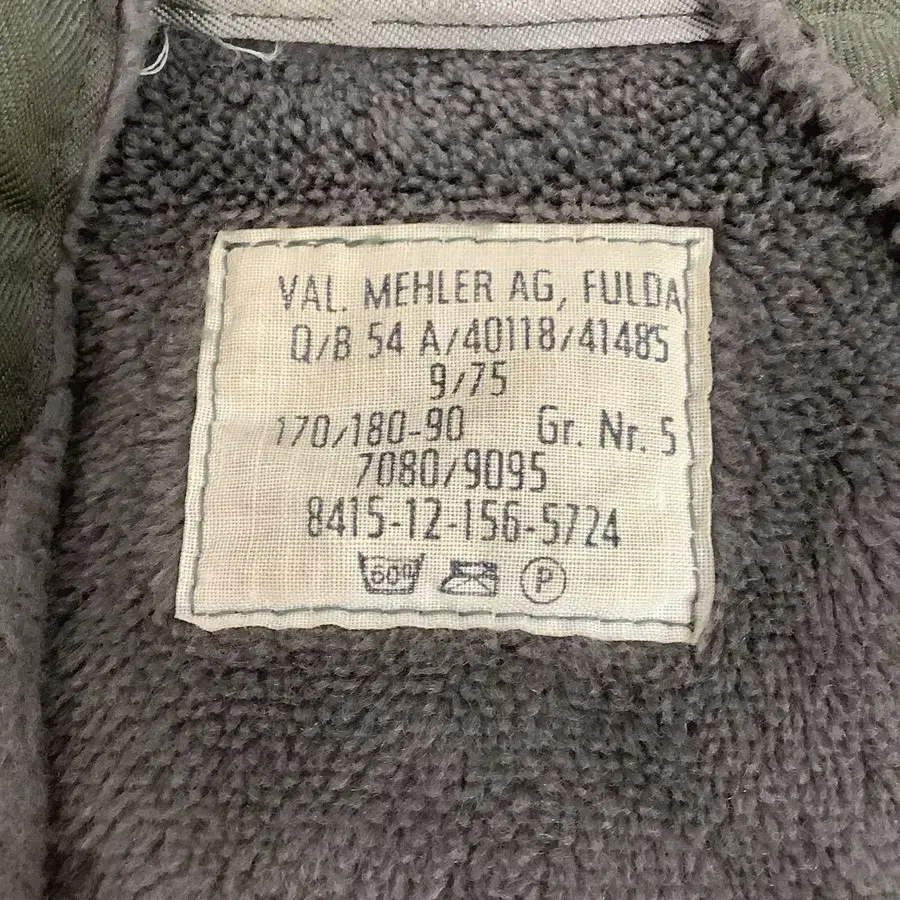 VAL. MEHLER AG, FULDA
Q/B 54 A/40118/41485
9/75
170/180-90 Gr. Nr. 5
7080/9095
8415-12-156-5724
60° P